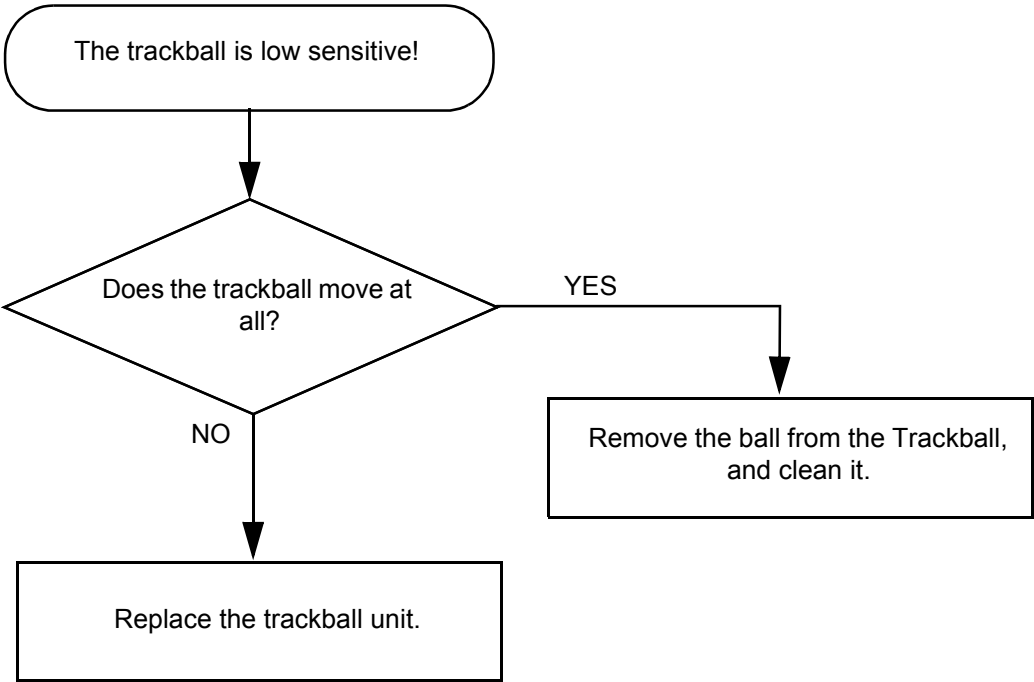 The trackball is low sensitive!
Does the trackball move at
all?
YES
NO
Remove the ball from the Trackball,
and clean it.
Replace the trackball unit.